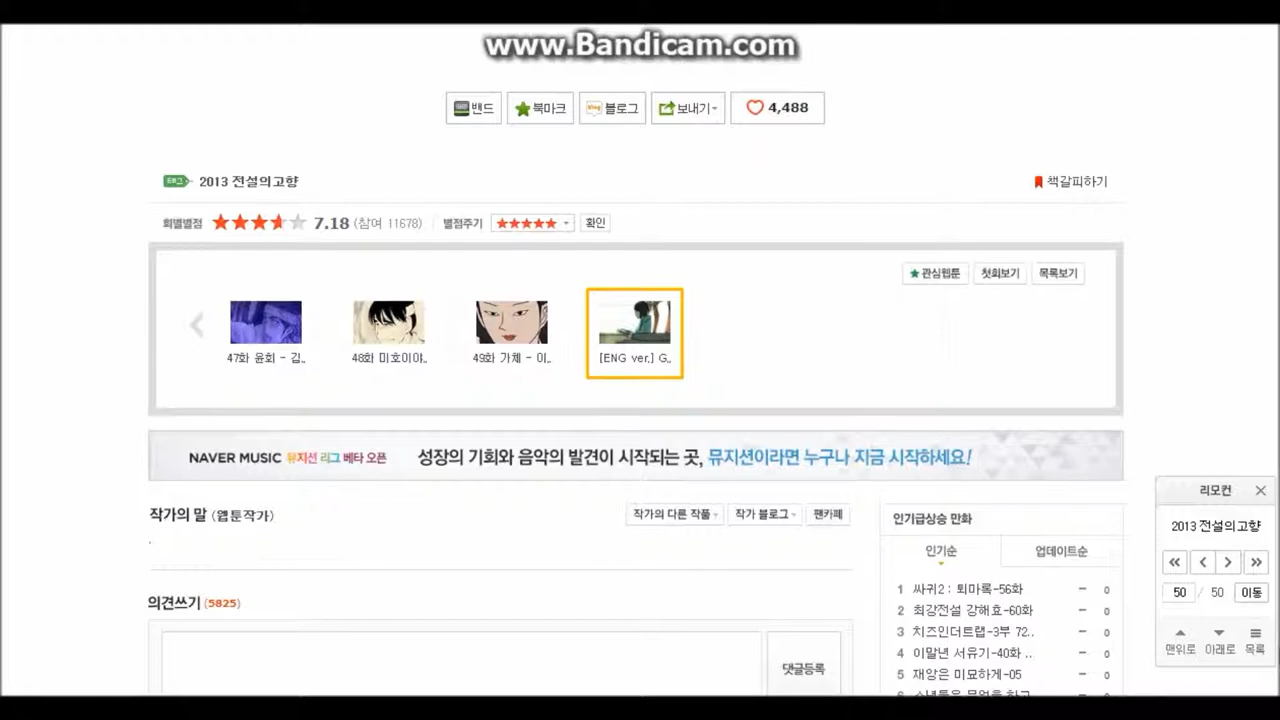 www.Bandicam.com
밴드 북마크 블로그 보내기 4,488
태그 2013 전설의고향 책갈피하기
회별별점 7.18 (참여 11678) 별점주기 확인
관심웹툰 첫회보기 목록보기
47화 윤회 - 김.. 48화 미호이야.. 49화 가체 - 이.. [ENG ver.] G..
NAVER MUSIC 뮤지션 리그 베타 오픈 성장의 기회와 음악의 발견이 시작되는 곳, 뮤지션이라면 누구나 지금 시작하세요!
작가의 말 (웹툰작가) 작가의 다른 작품 작가 블로그 팬카페
.
의견쓰기 (5825)
댓글등록
인기급상승 만화
인기순 업데이트순
1 싸귀2 : 퇴마록-56화 0
2 최강전설 강해효-60화 0
3 치즈인더트랩-3부 72.. 0
4 이말년 서유기-40화 .. 0
5 재앙은 미묘하게-05 0
리모컨
2013 전설의고향
50 / 50 이동
맨위로 아래로 목록